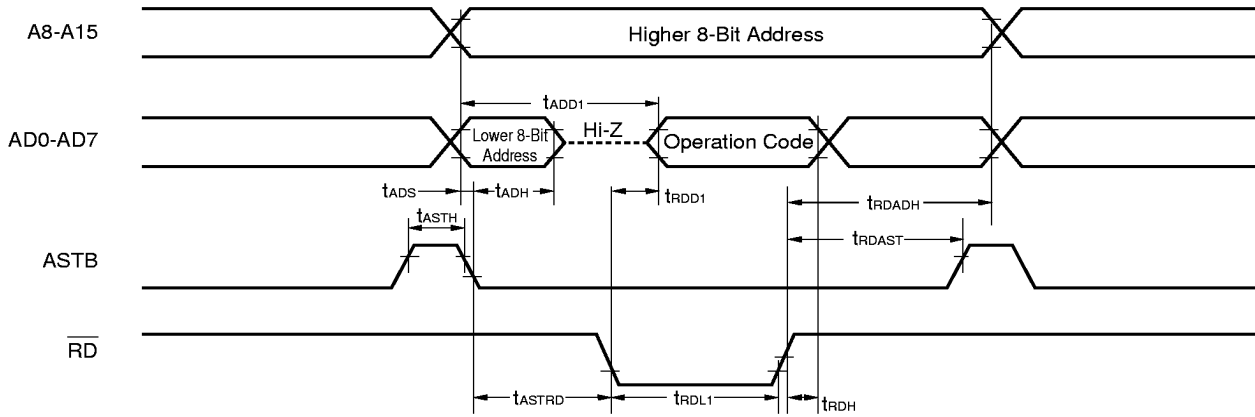 A8-A15
Higher 8-Bit Address
tADD1
AD0-AD7
Lower 8-Bit
Address
Hi-Z
Operation Code
tADS
tADH
tRDD1
tRDADH
tASTH
tRDAST
ASTB
RD
tASTRD
tRDL1
tRDH